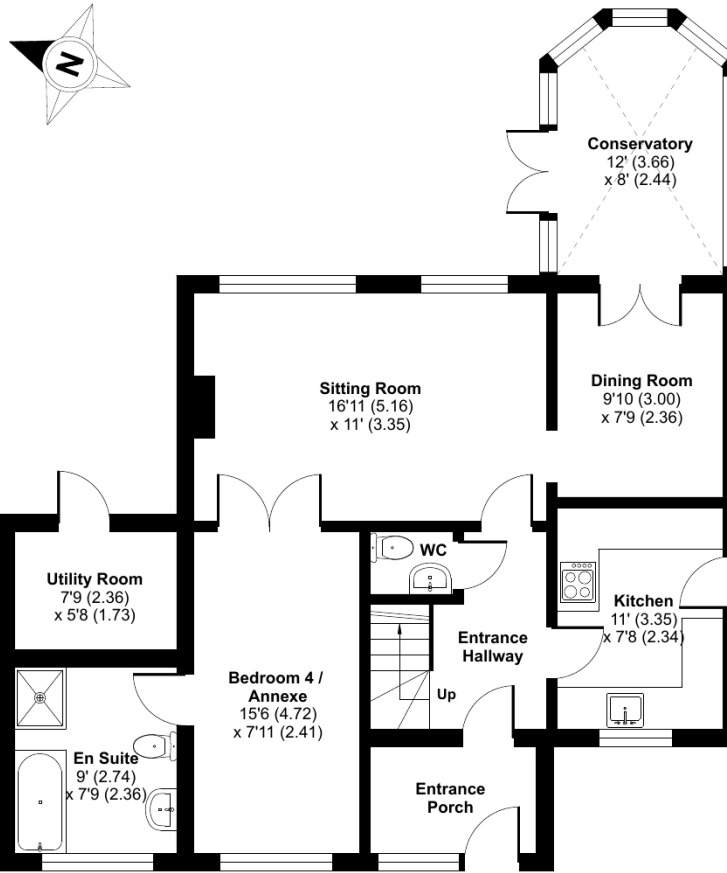 N
Conservatory
12' (3.66)
x 8' (2.44)
Sitting Room
16'11 (5.16)
x 11' (3.35)
Dining Room
9'10 (3.00)
x 7'9 (2.36)
WC
Utility Room
7'9 (2.36)
x 5'8 (1.73)
Kitchen
11' (3.35)
x 7'8 (2.34)
Entrance
Hallway
Up
Bedroom 4 /
Annexe
15'6 (4.72)
x 7'11 (2.41)
En Suite
9' (2.74)
x 7'9 (2.36)
Entrance
Porch